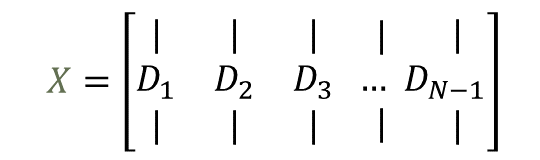 | | | | |
X = [ D₁ D₂ D₃ … D_{N−1} ]
| | | | |